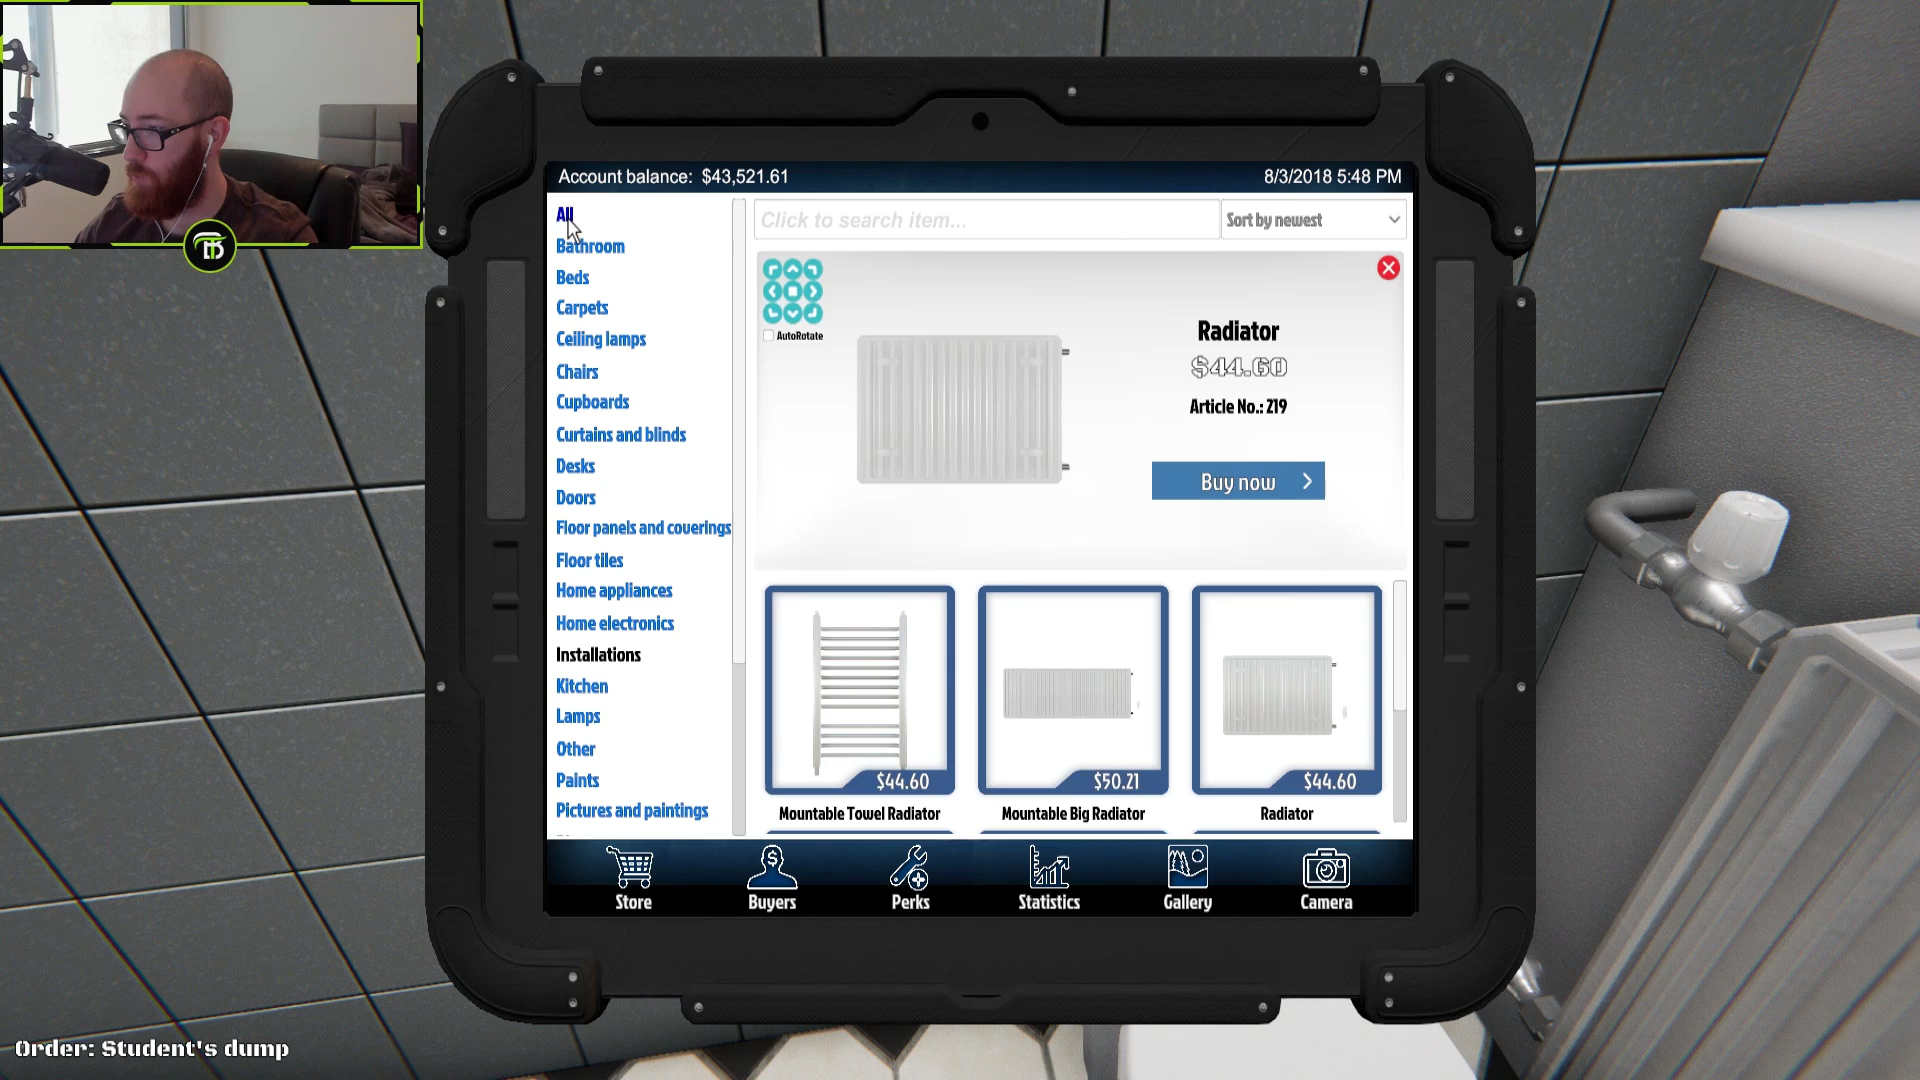 Account balance: $43,521.61
8/3/2018 5:48 PM
All
Bathroom
Beds
Carpets
Ceiling lamps
Chairs
Cupboards
Curtains and blinds
Desks
Doors
Floor panels and coverings
Floor tiles
Home appliances
Home electronics
Installations
Kitchen
Lamps
Other
Paints
Pictures and paintings
Click to search item...
Sort by newest
AutoRotate
Radiator
$44.60
Article No.: 219
Buy now
$44.60
Mountable Towel Radiator
$50.21
Mountable Big Radiator
$44.60
Radiator
Store
Buyers
Perks
Statistics
Gallery
Camera
Order: Student's dump